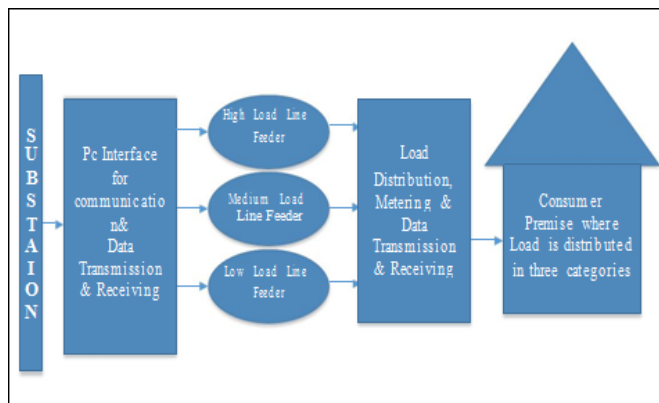 SUBSTAION
Pc Interface
for
communicatio
n&
Data
Transmission
& Receiving
High Load Line
Feeder
Medium Load
Line Feeder
Low Load Line
Feeder
Load
Distribution,
Metering &
Data
Transmission
& Receiving
Consumer
Premise where
Load is distributed
in three categories